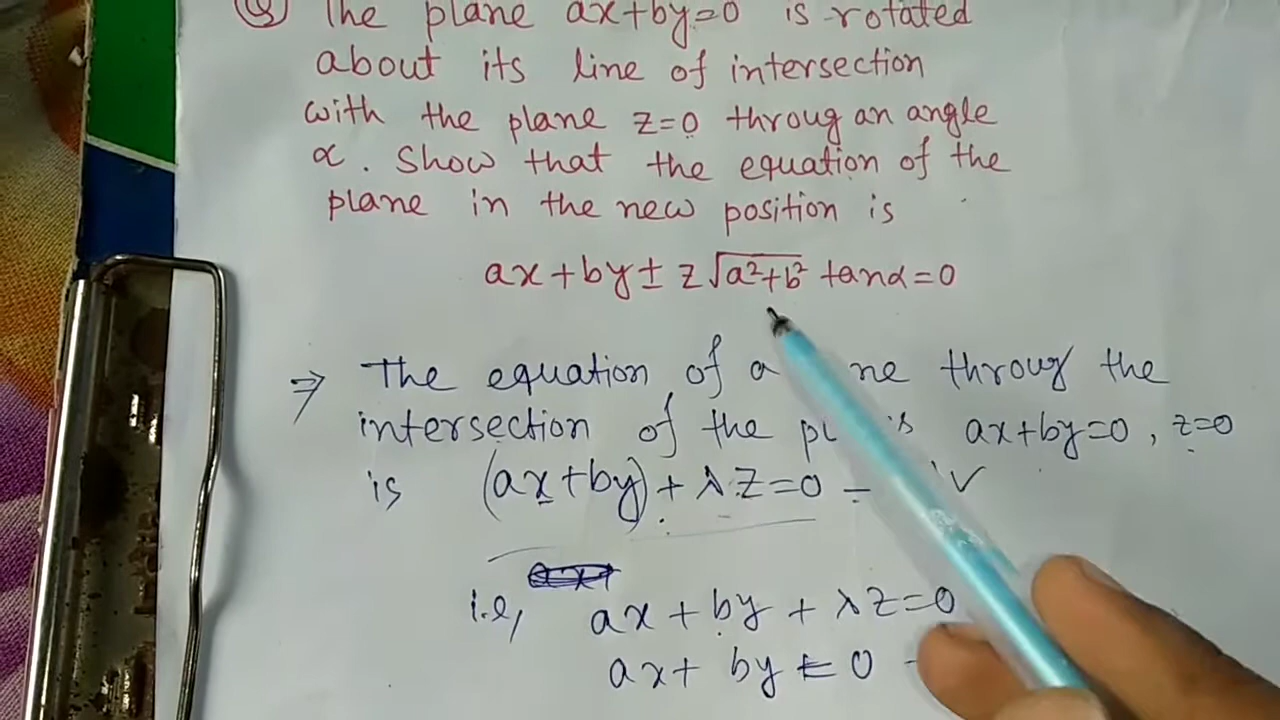 Q The plane ax+by=0 is rotated
about its line of intersection
with the plane z=0 throug an angle
α. Show that the equation of the
plane in the new position is
ax+by± z√a²+b² tanα=0
⇒ The equation of a ne throug the
intersection of the pl s ax+by=0, z=0
is (ax+by)+λz=0 –
i.e, ax+by+λz=0
ax+ by = 0 -